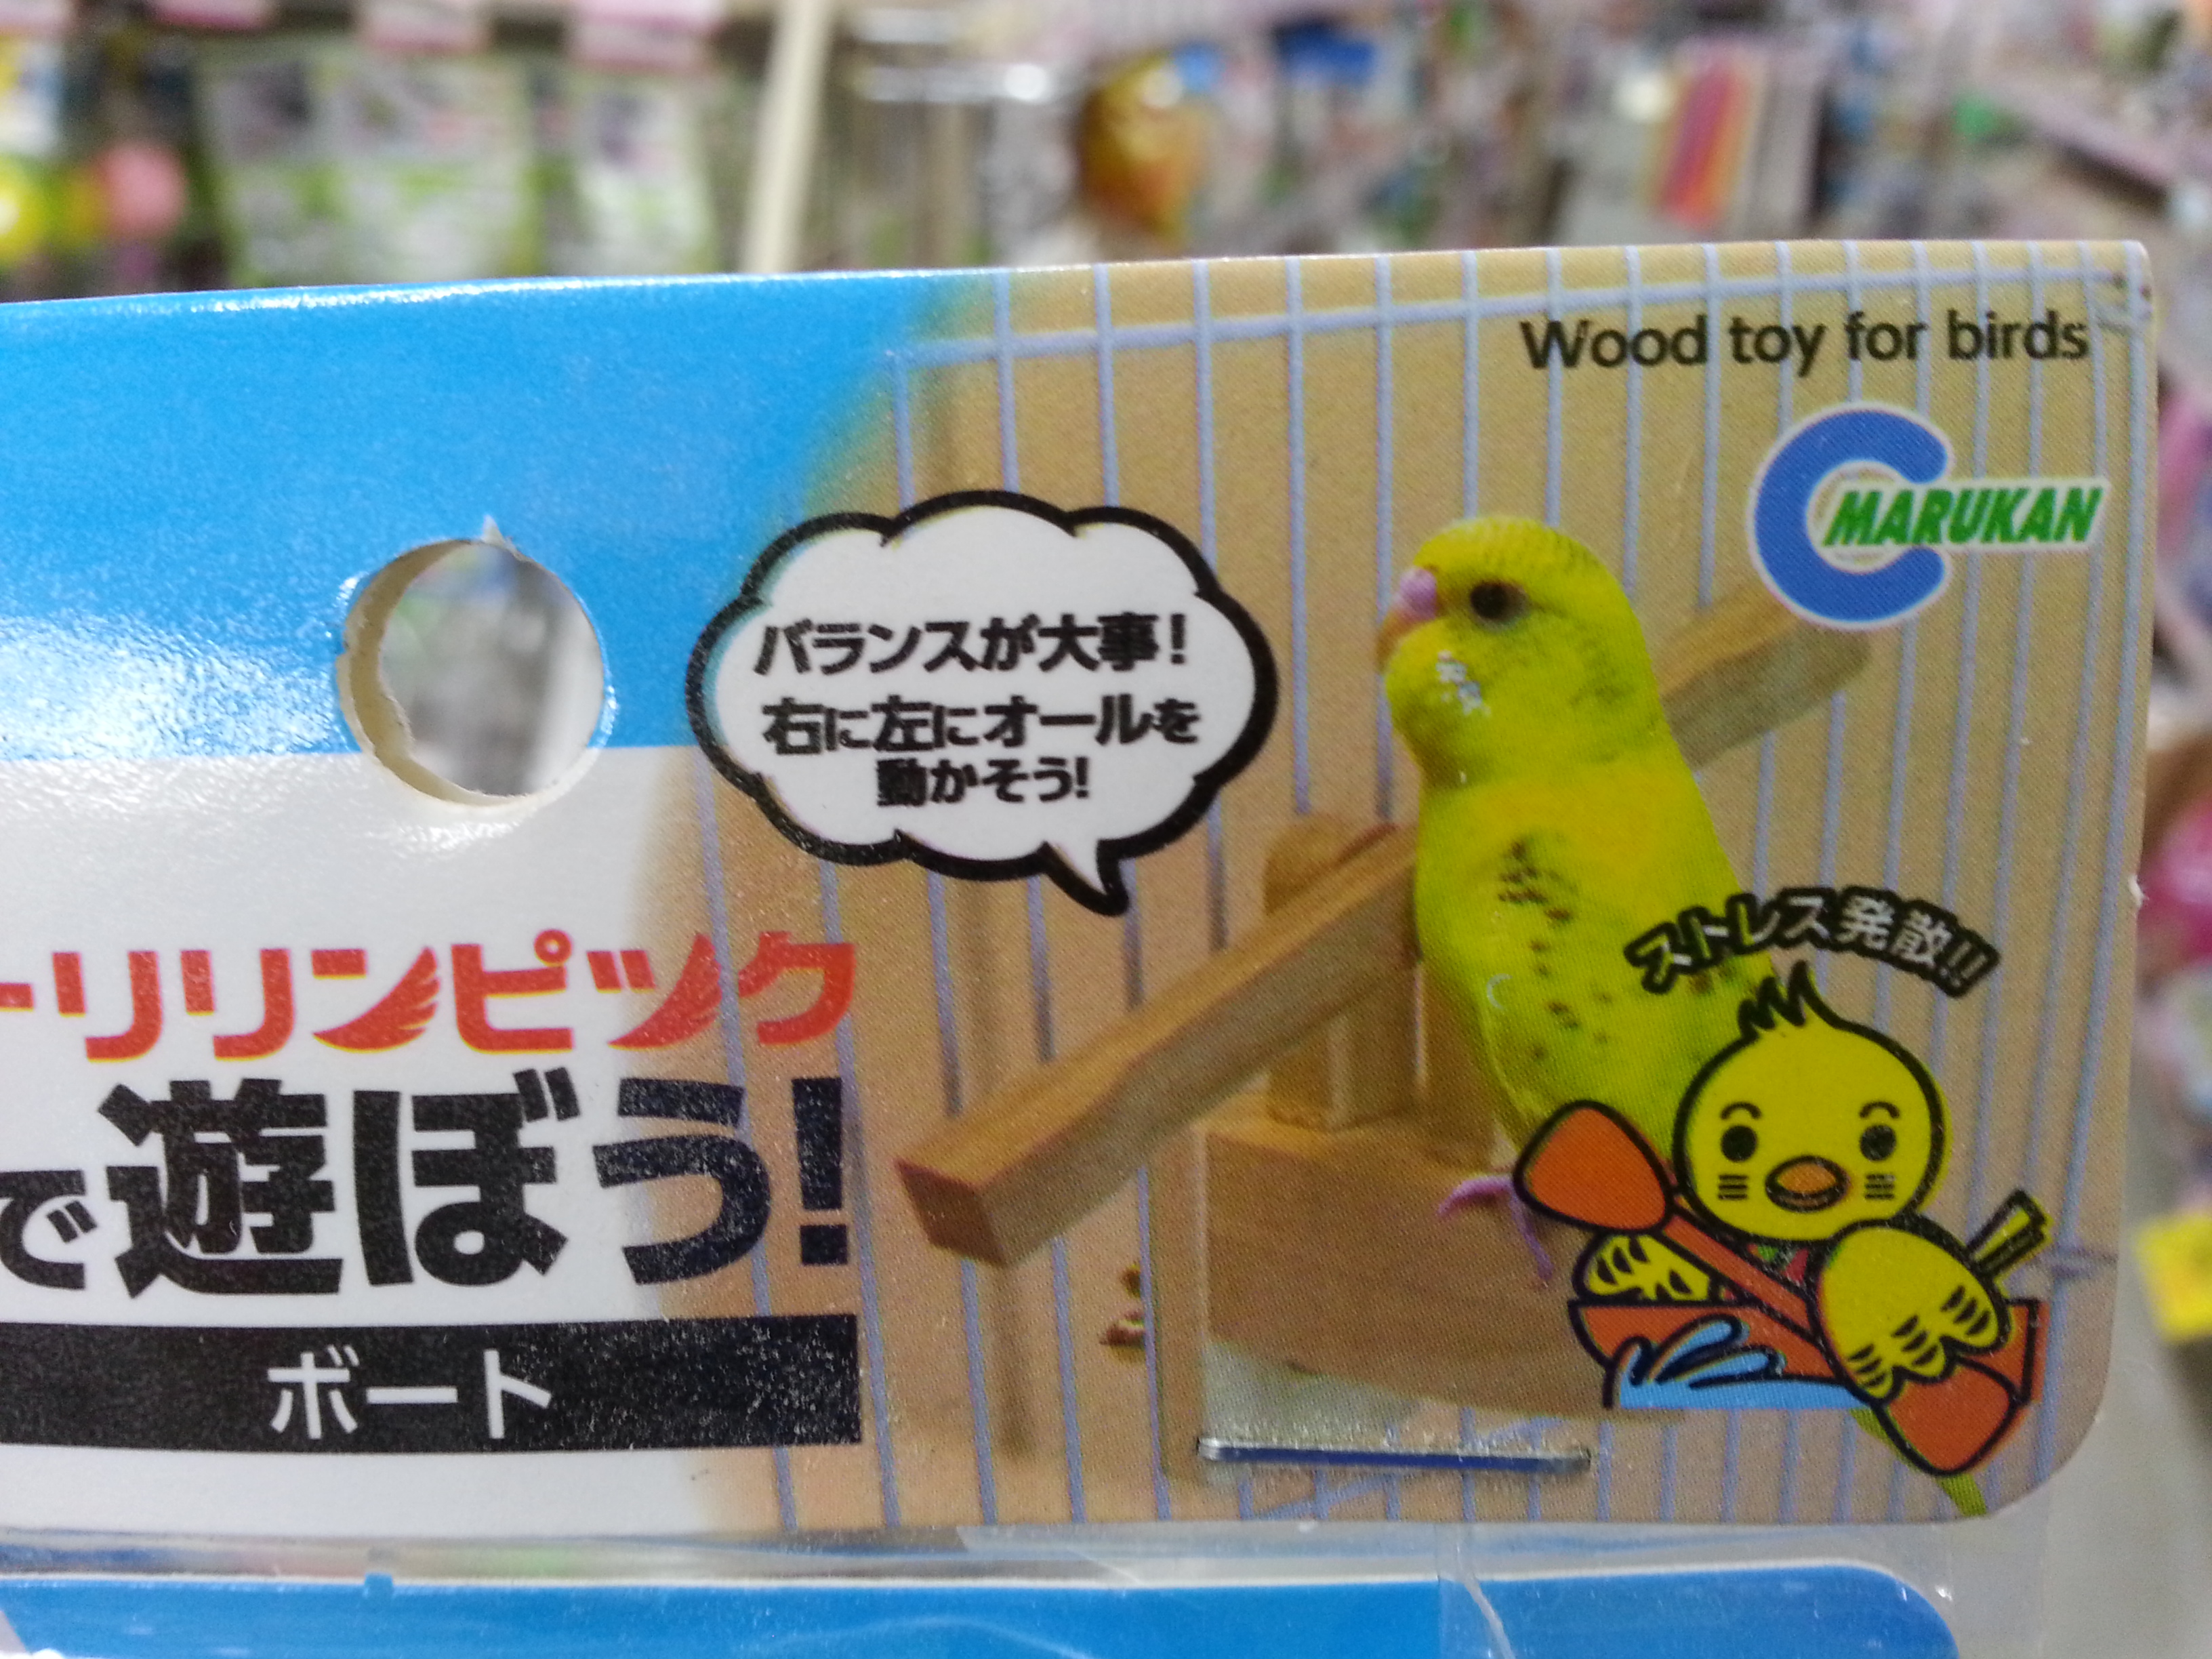 Wood toy for birds
MARUKAN
バランスが大事!
右に左にオールを
動かそう!
ストレス発散!!
ーリリンピック
で遊ぼう!
ボート